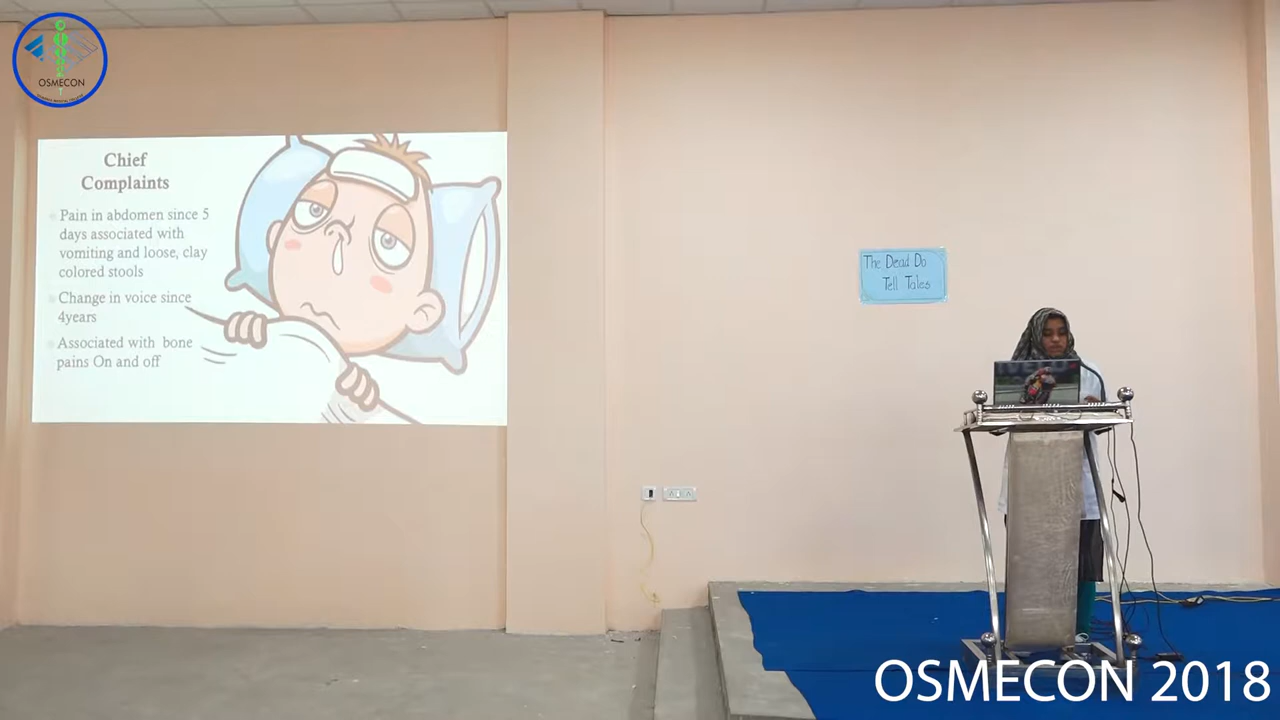 OSMECON
Chief
Complaints
Pain in abdomen since 5
days associated with
vomiting and loose, clay
colored stools
Change in voice since
4years
Associated with bone
pains On and off
The Dead Do
Tell Tales
OSMECON 2018